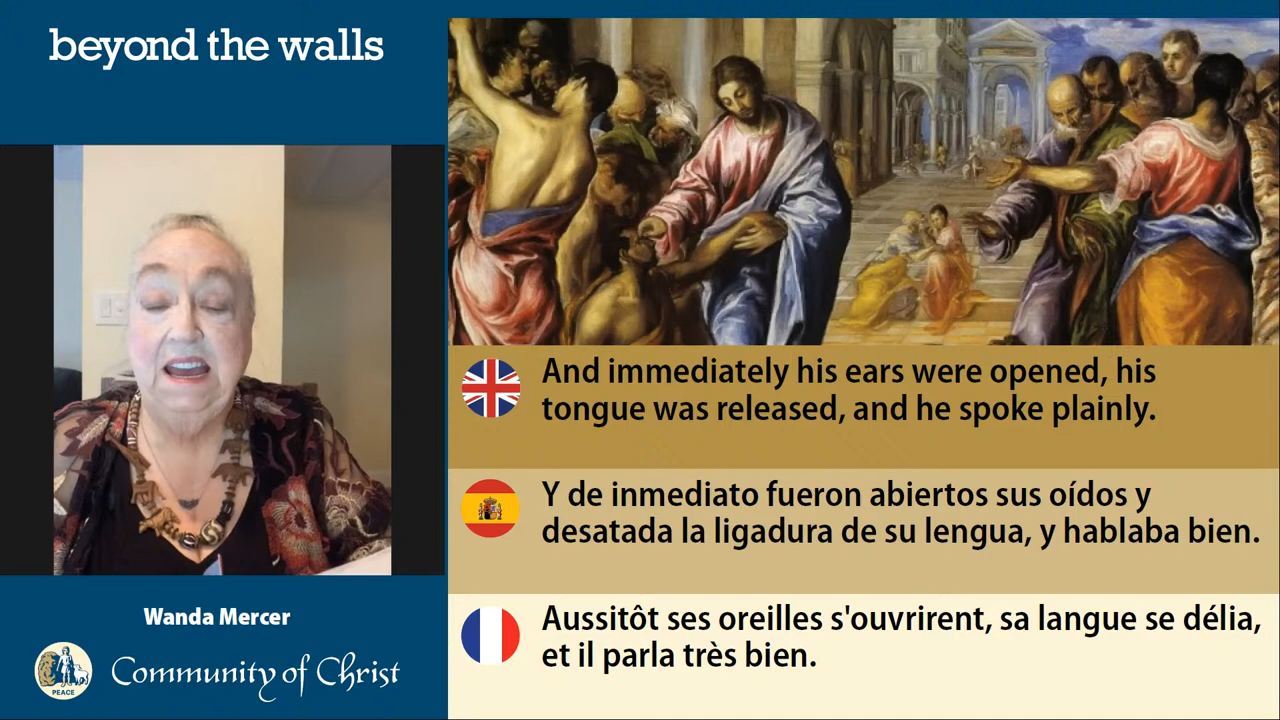 beyond the walls
And immediately his ears were opened, his
tongue was released, and he spoke plainly.
Y de inmediato fueron abiertos sus oídos y
desatada la ligadura de su lengua, y hablaba bien.
Aussitôt ses oreilles s'ouvrirent, sa langue se délia,
et il parla très bien.
Wanda Mercer
PEACE
Community of Christ